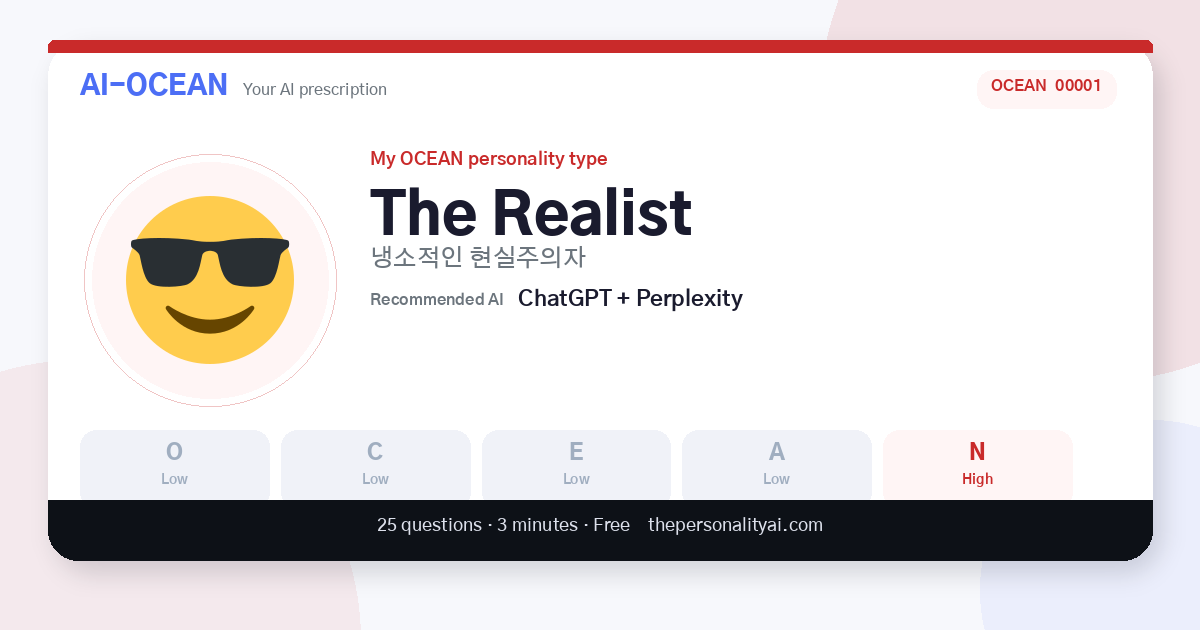 AI-OCEAN Your AI prescription
OCEAN 00001
My OCEAN personality type
The Realist
냉소적인 현실주의자
Recommended AI ChatGPT + Perplexity
O C E A N
Low Low Low Low High
25 questions · 3 minutes · Free thepersonalityai.com